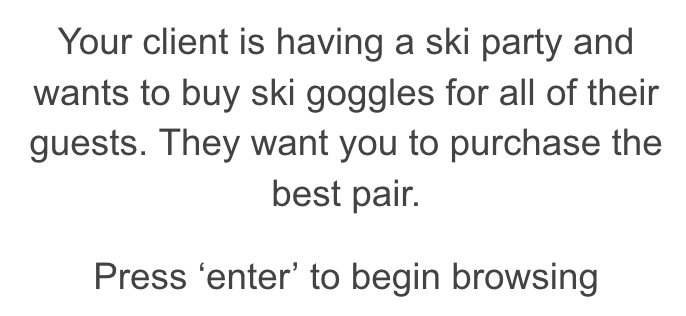 Your client is having a ski party and
wants to buy ski goggles for all of their
guests. They want you to purchase the
best pair.
Press ‘enter’ to begin browsing